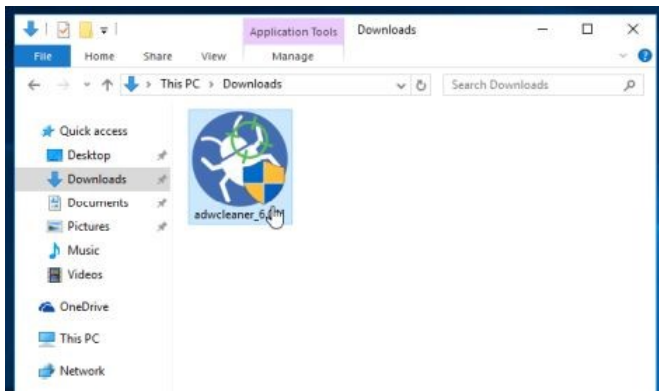 Application Tools
Downloads
File
Home
Share
View
Manage
This PC > Downloads
Search Downloads
Quick access
Desktop
Downloads
Documents
Pictures
Music
Videos
OneDrive
This PC
Network